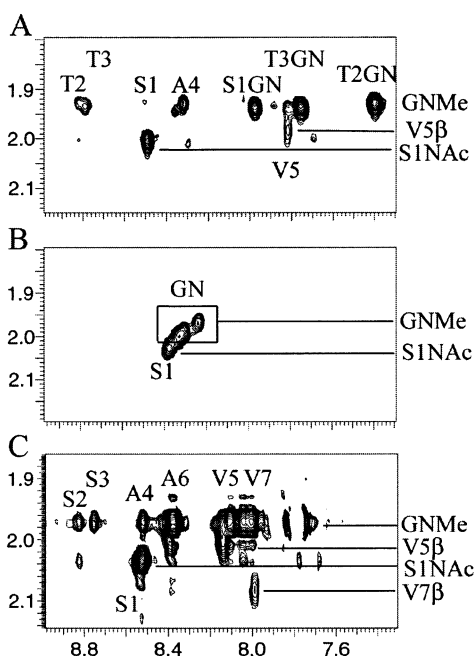 A
T3
T3GN
T2 S1 A4 S1GN T2GN
1.9 GNMe
V5β
2.0 S1NAc
V5
2.1
B
GN
1.9
GNMe
2.0
S1NAc
S1
2.1
C
1.9
S2 S3 A4 A6 V5 V7
GNMe
2.0 V5β
S1NAc
S1
V7β
2.1
8.8 8.4 8.0 7.6